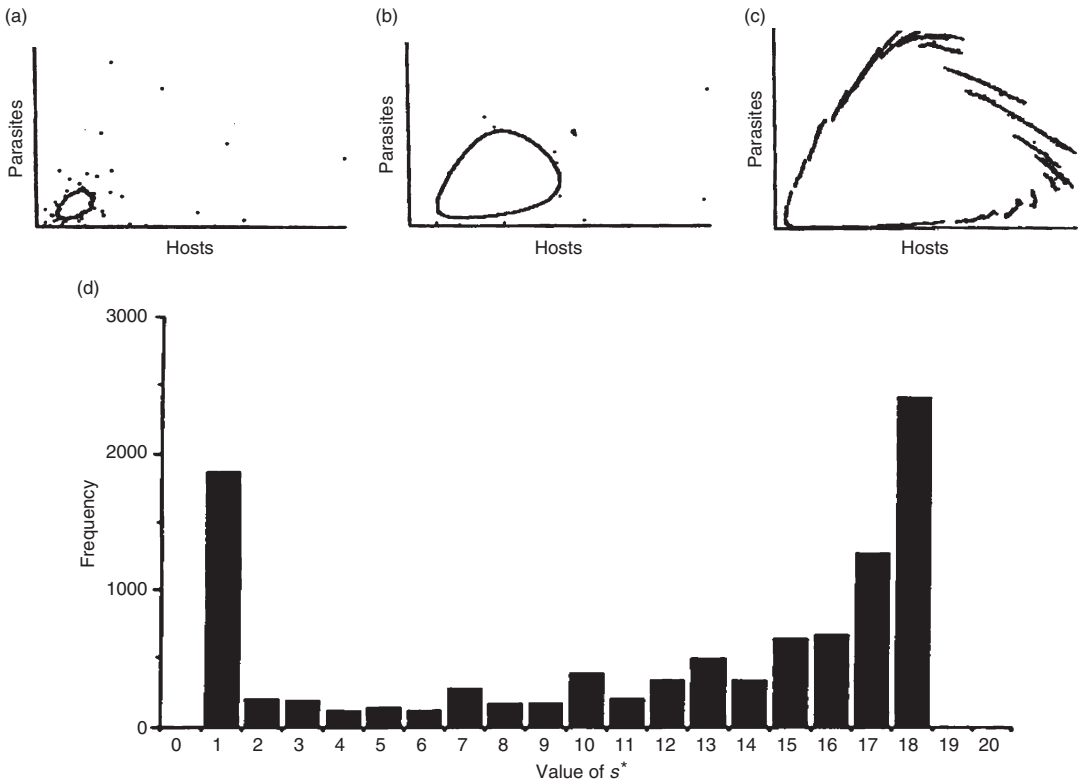 (a)
(b)
(c)
Parasites
Parasites
Parasites
Hosts
Hosts
Hosts
(d)
3000
2000
1000
0
Frequency
0 1 2 3 4 5 6 7 8 9 10 11 12 13 14 15 16 17 18 19 20
Value of s*